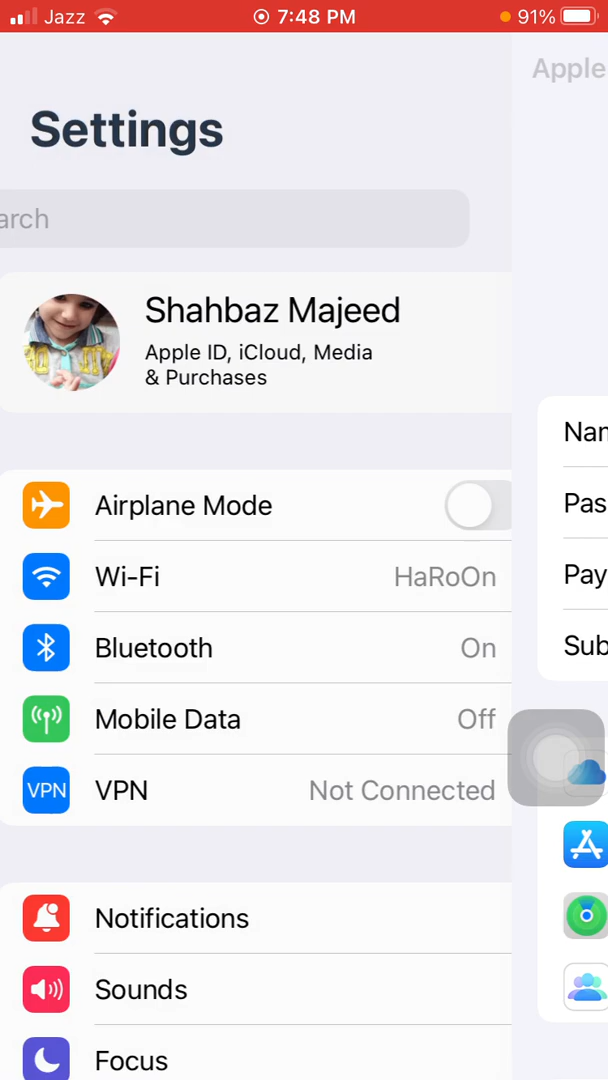 Jazz 7:48 PM 91%
Apple
Settings
arch
Shahbaz Majeed
Apple ID, iCloud, Media
& Purchases
Airplane Mode
Wi-Fi HaRoOn
Bluetooth On
Mobile Data Off
VPN VPN Not Connected
Notifications
Sounds
Focus
Nam
Pas
Pay
Sub